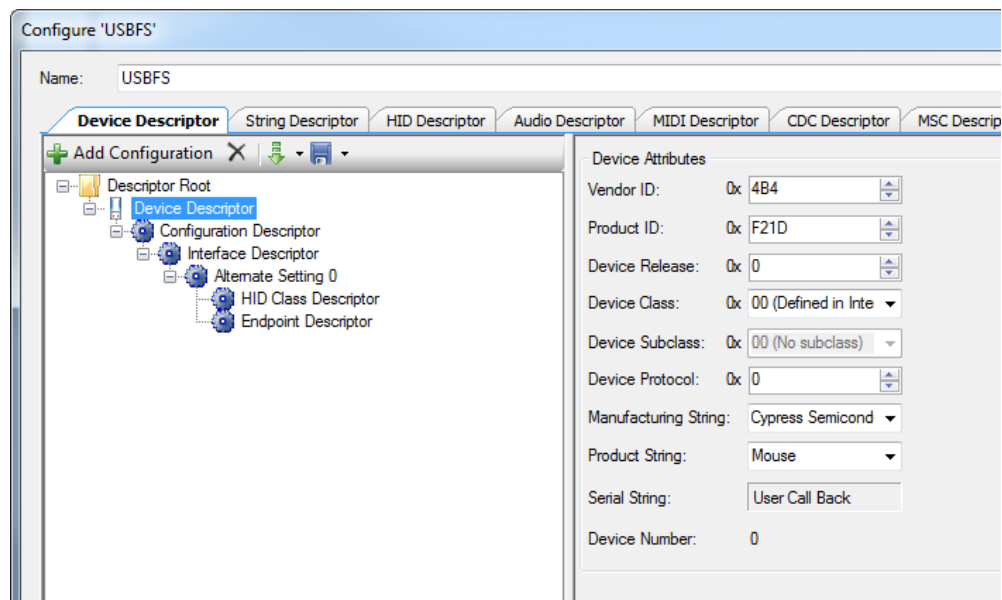 Configure 'USBFS'
Name: USBFS
Device Descriptor String Descriptor HID Descriptor Audio Descriptor MIDI Descriptor CDC Descriptor MSC Descrip
Add Configuration
Descriptor Root
Device Descriptor
Configuration Descriptor
Interface Descriptor
Alternate Setting 0
HID Class Descriptor
Endpoint Descriptor
Device Attributes
Vendor ID: 0x 4B4
Product ID: 0x F21D
Device Release: 0x 0
Device Class: 0x 00 (Defined in Inte
Device Subclass: 0x 00 (No subclass)
Device Protocol: 0x 0
Manufacturing String: Cypress Semicond
Product String: Mouse
Serial String: User Call Back
Device Number: 0